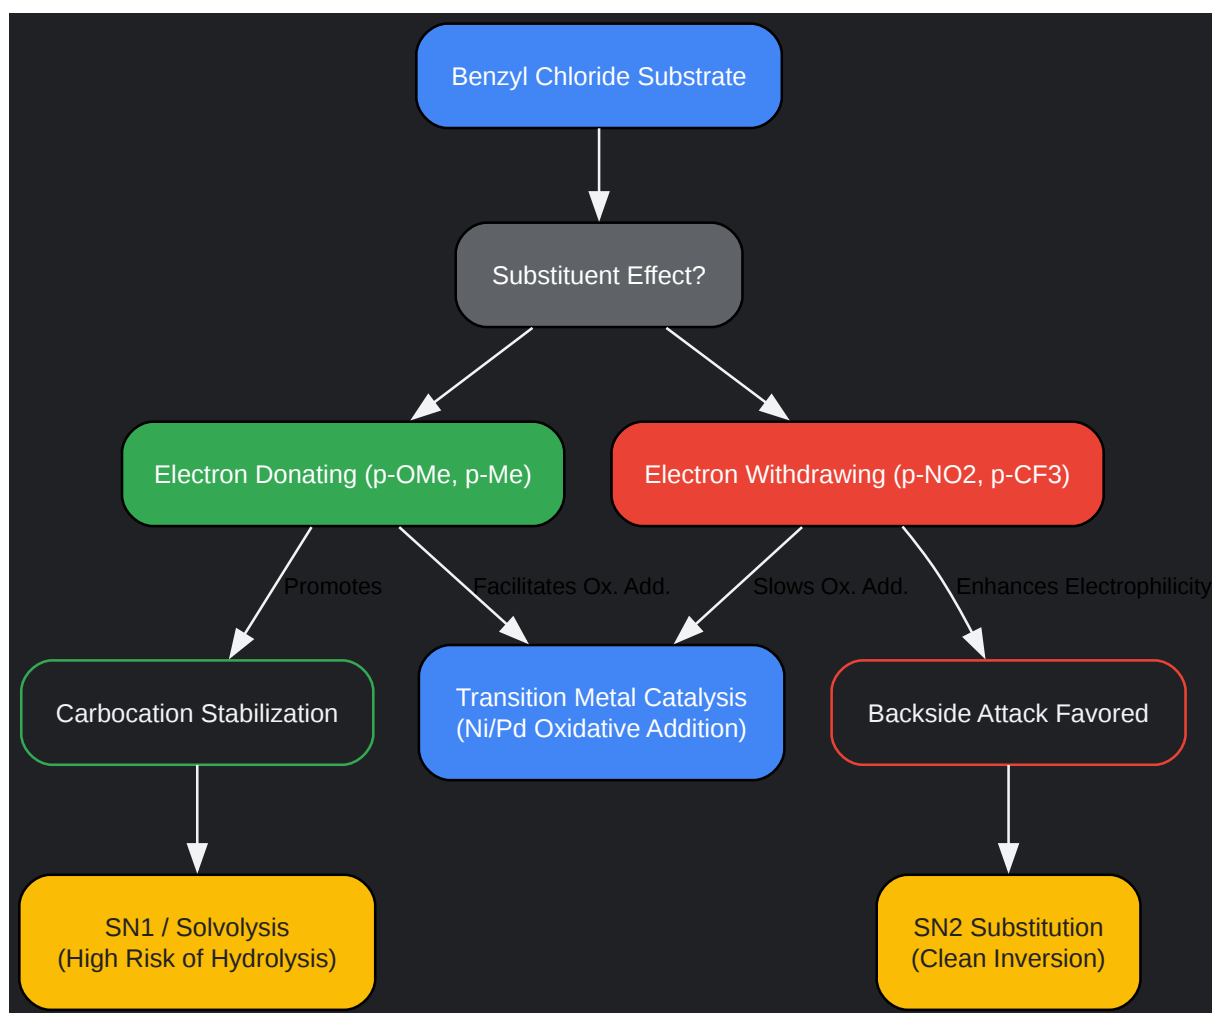 Benzyl Chloride Substrate
Substituent Effect?
Electron Donating (p-OMe, p-Me)
Electron Withdrawing (p-NO2, p-CF3)
Promotes
Facilitates Ox. Add.
Slows Ox. Add.
Enhances Electrophilicity
Carbocation Stabilization
Transition Metal Catalysis
(Ni/Pd Oxidative Addition)
Backside Attack Favored
SN1 / Solvolysis
(High Risk of Hydrolysis)
SN2 Substitution
(Clean Inversion)